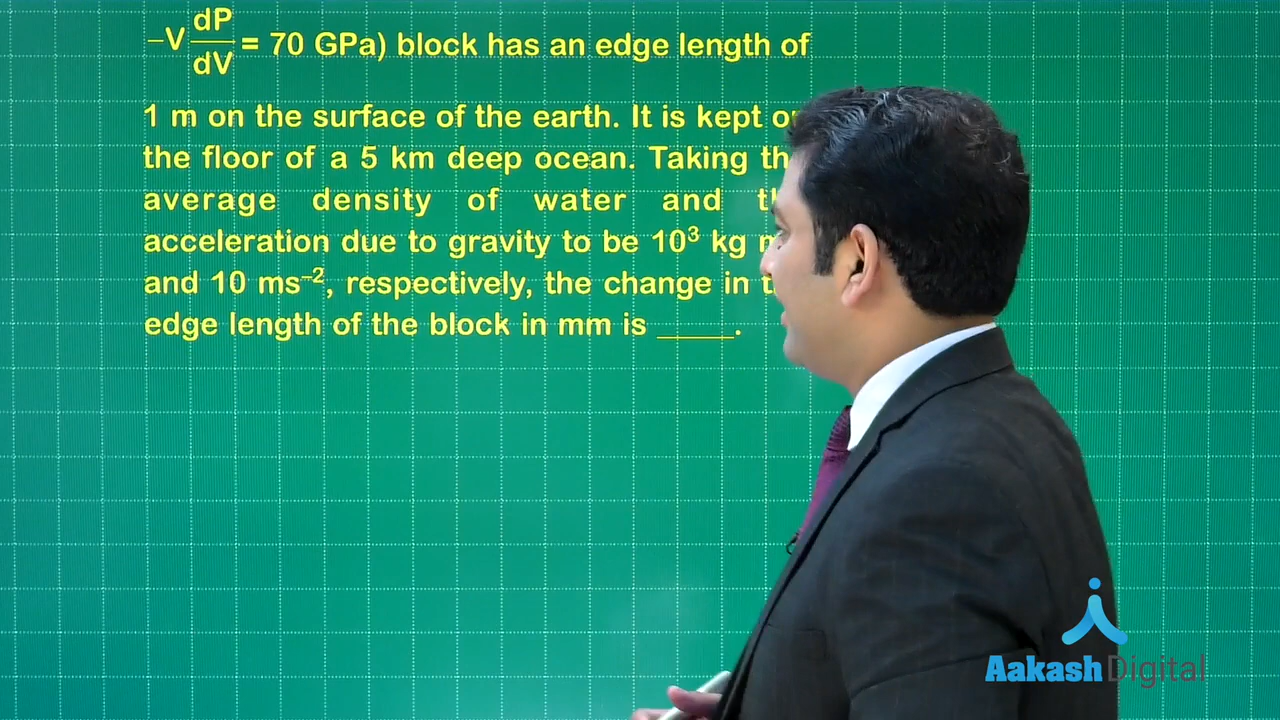 –V dP/dV = 70 GPa) block has an edge length of
1 m on the surface of the earth. It is kept
the floor of a 5 km deep ocean. Taking
average density of water and
acceleration due to gravity to be 10³ kg
and 10 ms⁻², respectively, the change in
edge length of the block in mm is _____.
Aakash Digital